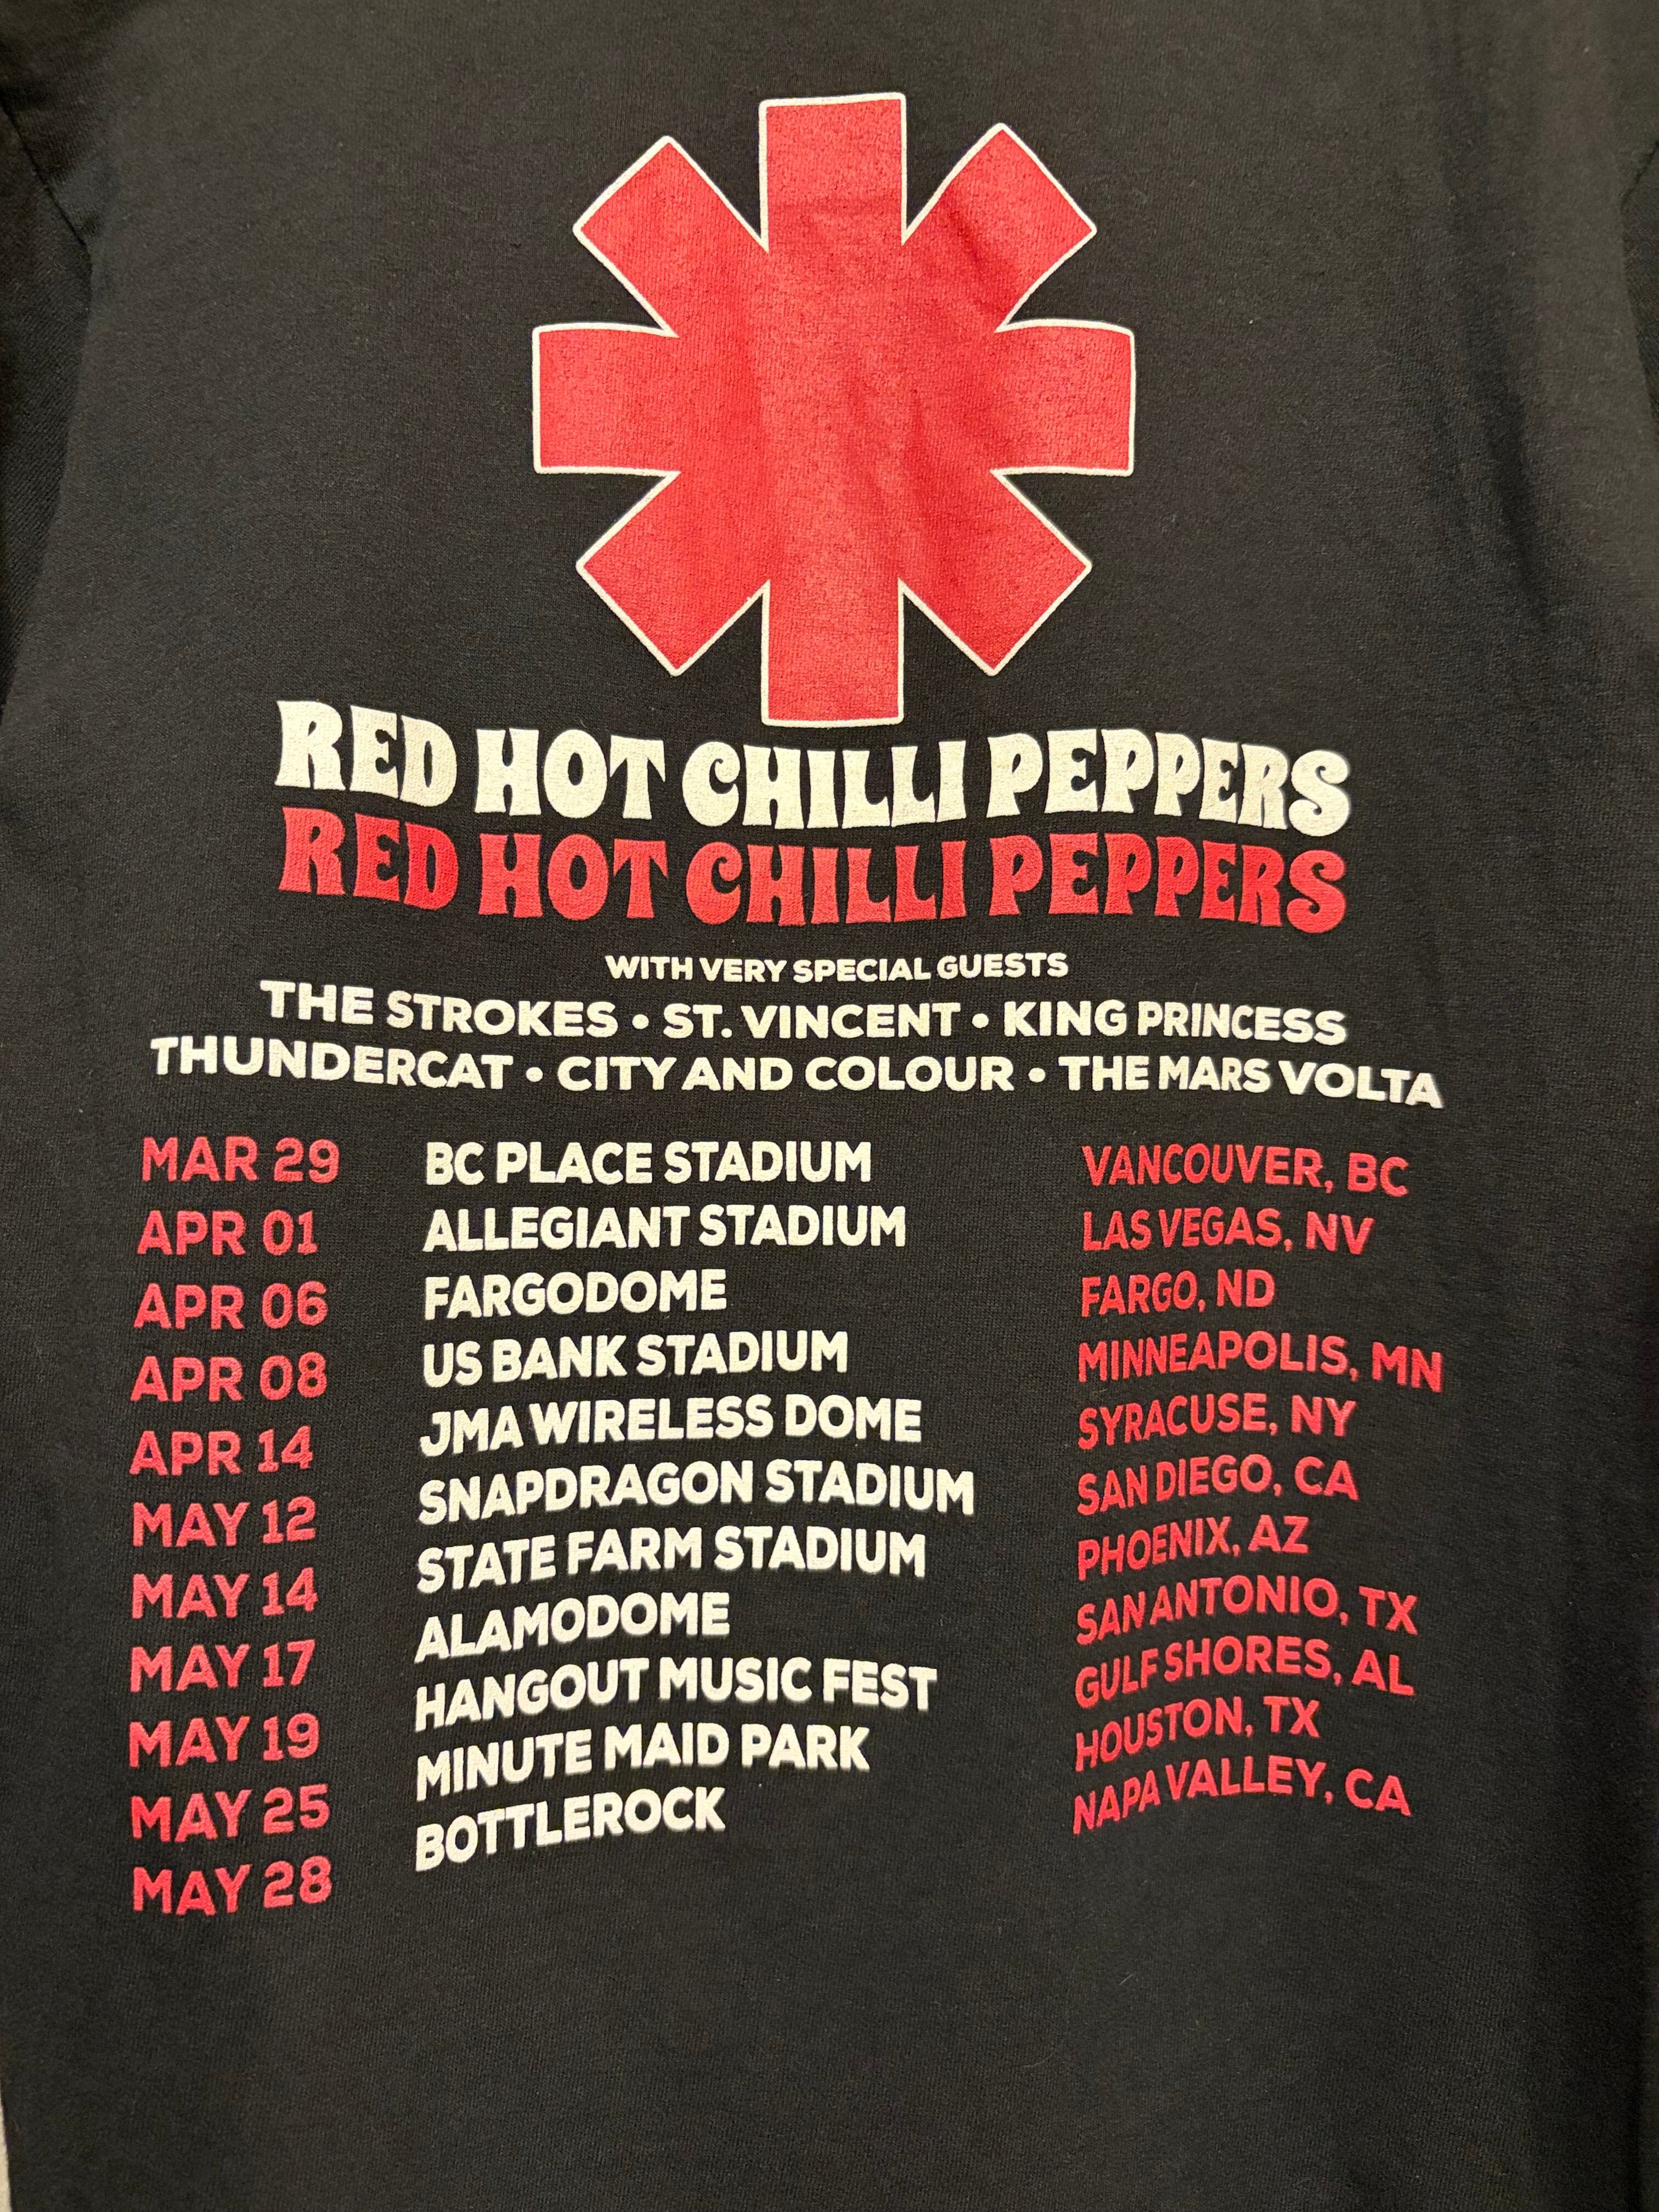 RED HOT CHILLI PEPPERS
RED HOT CHILLI PEPPERS
WITH VERY SPECIAL GUESTS
THE STROKES • ST. VINCENT • KING PRINCESS
THUNDERCAT • CITY AND COLOUR • THE MARS VOLTA
MAR 29 BC PLACE STADIUM VANCOUVER, BC
APR 01 ALLEGIANT STADIUM LAS VEGAS, NV
APR 06 FARGODOME FARGO, ND
APR 08 US BANK STADIUM MINNEAPOLIS, MN
APR 14 JMA WIRELESS DOME SYRACUSE, NY
MAY 12 SNAPDRAGON STADIUM SAN DIEGO, CA
MAY 14 STATE FARM STADIUM PHOENIX, AZ
MAY 17 ALAMODOME SAN ANTONIO, TX
MAY 19 HANGOUT MUSIC FEST GULF SHORES, AL
MAY 25 MINUTE MAID PARK HOUSTON, TX
MAY 28 BOTTLEROCK NAPA VALLEY, CA